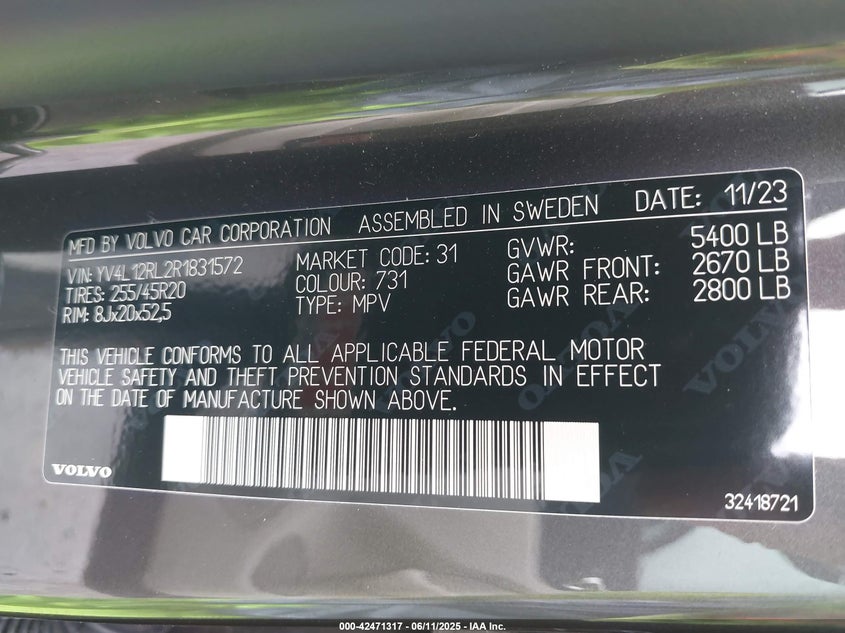 MFD BY VOLVO CAR CORPORATION ASSEMBLED IN SWEDEN DATE: 11/23
VIN: YV4L12RL2R1831572 MARKET CODE: 31 GVWR: 5400 LB
TIRES: 255/45R20 COLOUR: 731 GAWR FRONT: 2670 LB
RIM: 8Jx20x52,5 TYPE: MPV GAWR REAR: 2800 LB
THIS VEHICLE CONFORMS TO ALL APPLICABLE FEDERAL MOTOR
VEHICLE SAFETY AND THEFT PREVENTION STANDARDS IN EFFECT
ON THE DATE OF MANUFACTURE SHOWN ABOVE.
VOLVO
32418721
000-42471317 - 06/11/2025 - IAA Inc.